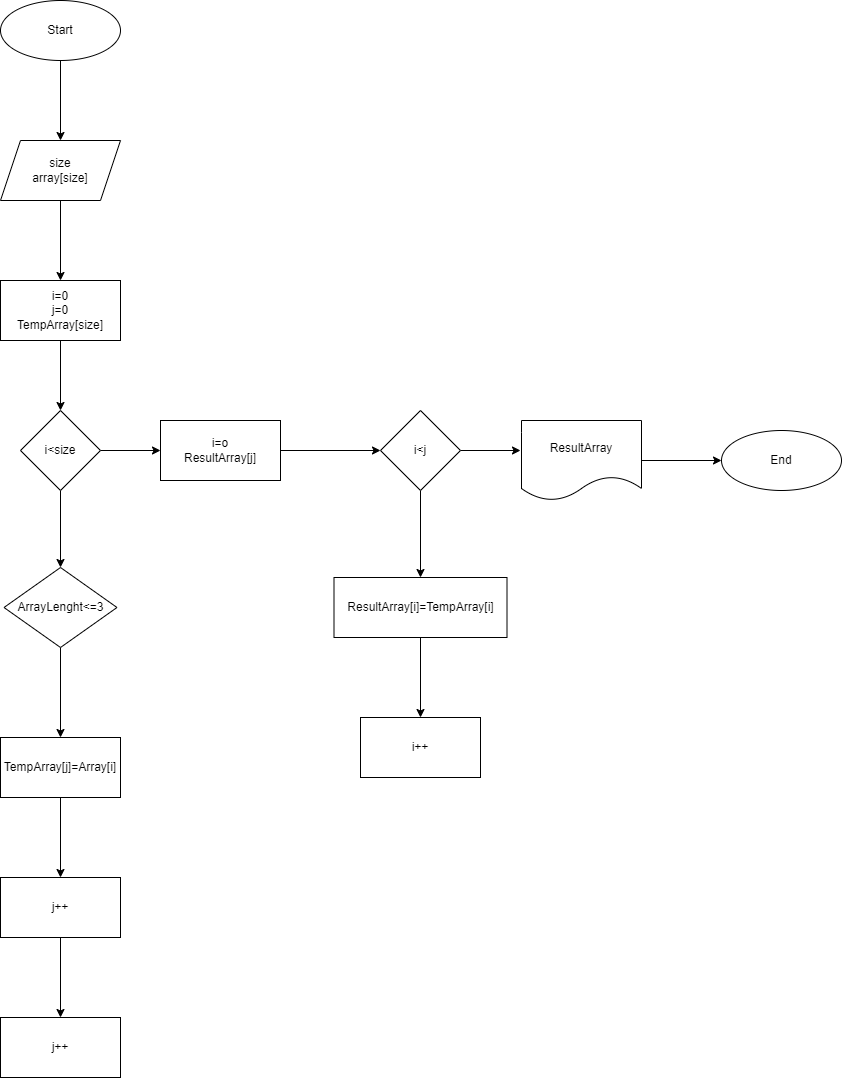 Start
size
array[size]
i=0
j=0
TempArray[size]
i<size
i=o
ResultArray[j]
i<j
ResultArray
End
ArrayLenght<=3
ResultArray[i]=TempArray[i]
i++
TempArray[j]=Array[i]
j++
j++